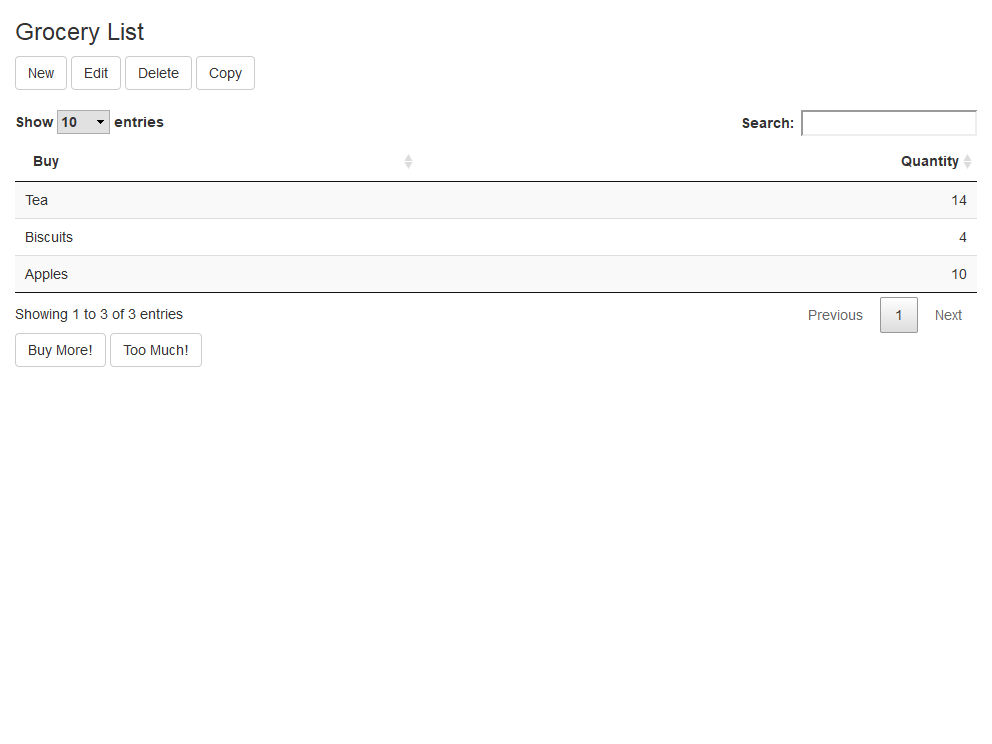 Grocery List
New Edit Delete Copy
Show 10 entries Search:
Buy Quantity
Tea 14
Biscuits 4
Apples 10
Showing 1 to 3 of 3 entries Previous 1 Next
Buy More! Too Much!